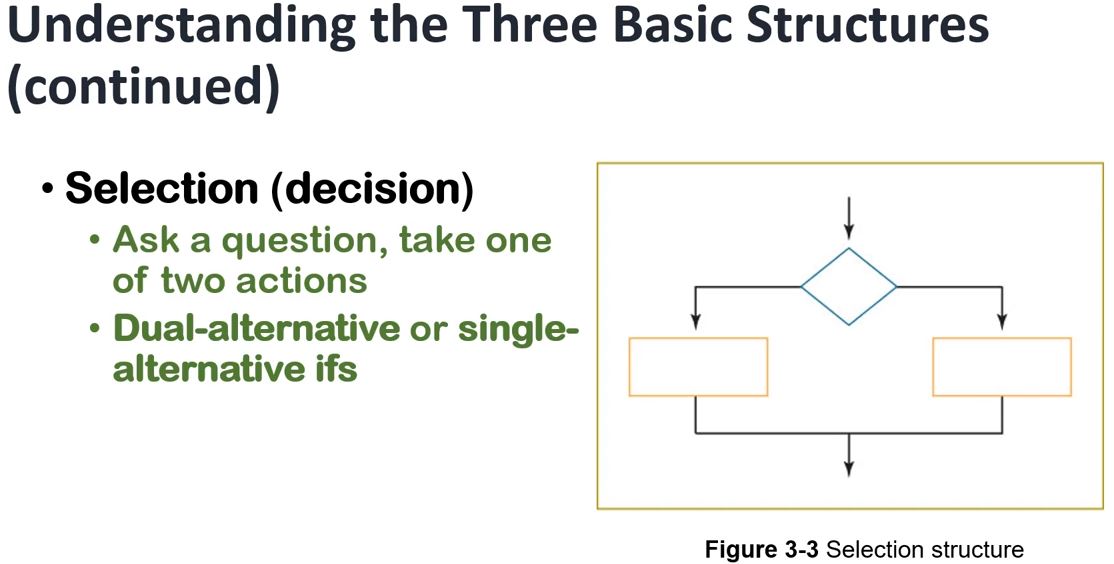 Understanding the Three Basic Structures
(continued)
• Selection (decision)
• Ask a question, take one
of two actions
• Dual-alternative or single-
alternative ifs
Figure 3-3 Selection structure